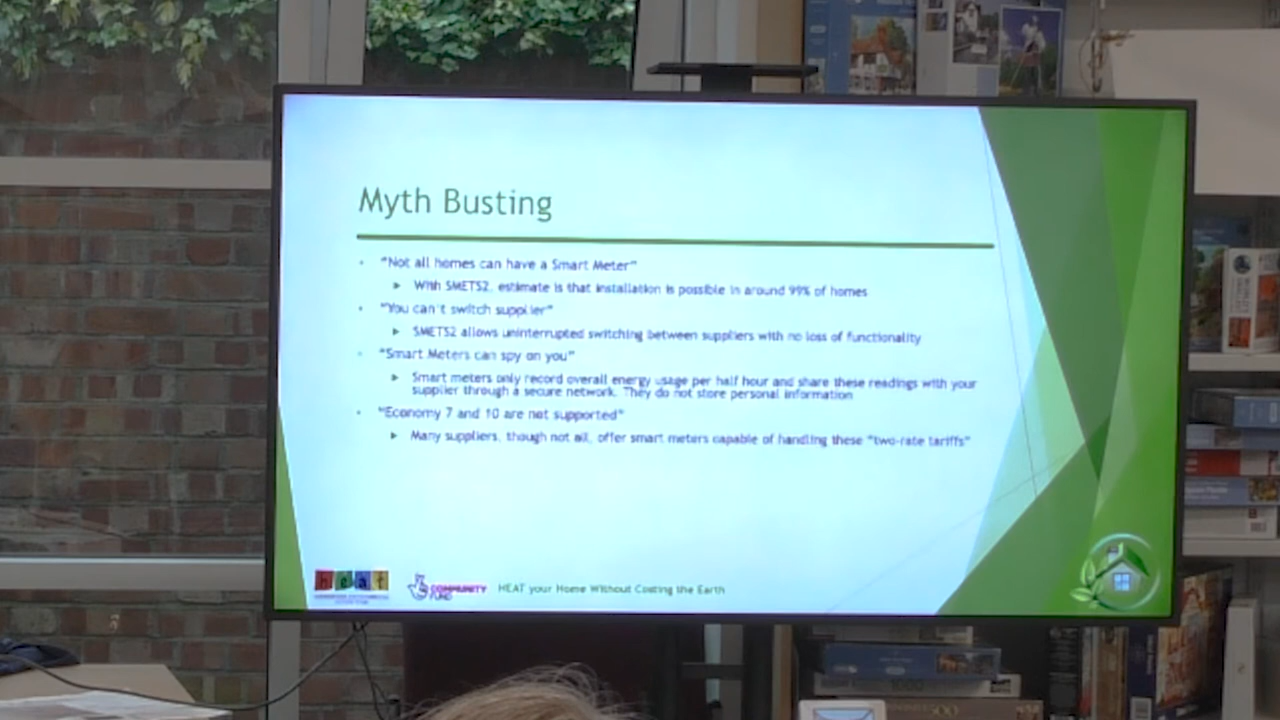 Myth Busting
"Not all homes can have a Smart Meter"
With SMETS2, estimate is that installation is possible in around 99% of homes
"You can't switch supplier"
SMETS2 allows uninterrupted switching between suppliers with no loss of functionality
"Smart Meters can spy on you"
Smart meters only record overall energy usage per half hour and share these readings with your
supplier through a secure network. They do not store personal information
"Economy 7 and 10 are not supported"
Many suppliers, though not all, offer smart meters capable of handling these "two-rate tariffs"
heat
COMMUNITY
FUND
HEAT your Home Without Costing the Earth